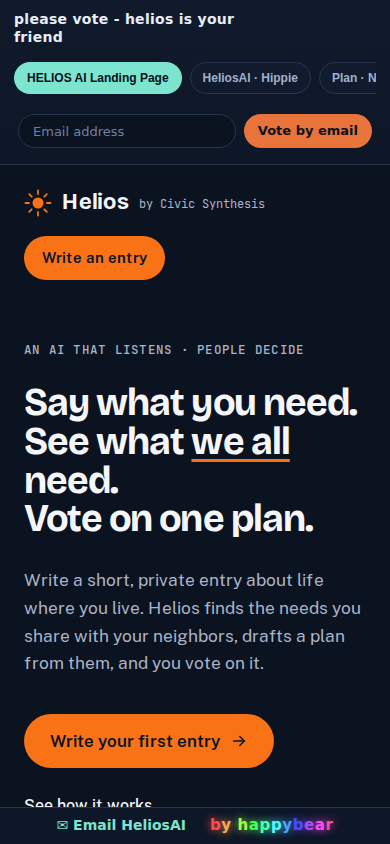 please vote - helios is your
friend
HELIOS AI Landing Page
HeliosAI · Hippie
Plan · N
Email address
Vote by email
Helios by Civic Synthesis
Write an entry
AN AI THAT LISTENS · PEOPLE DECIDE
Say what you need.
See what we all
need.
Vote on one plan.
Write a short, private entry about life
where you live. Helios finds the needs you
share with your neighbors, drafts a plan
from them, and you vote on it.
Write your first entry →
See how it works
✉ Email HeliosAI
by happybear